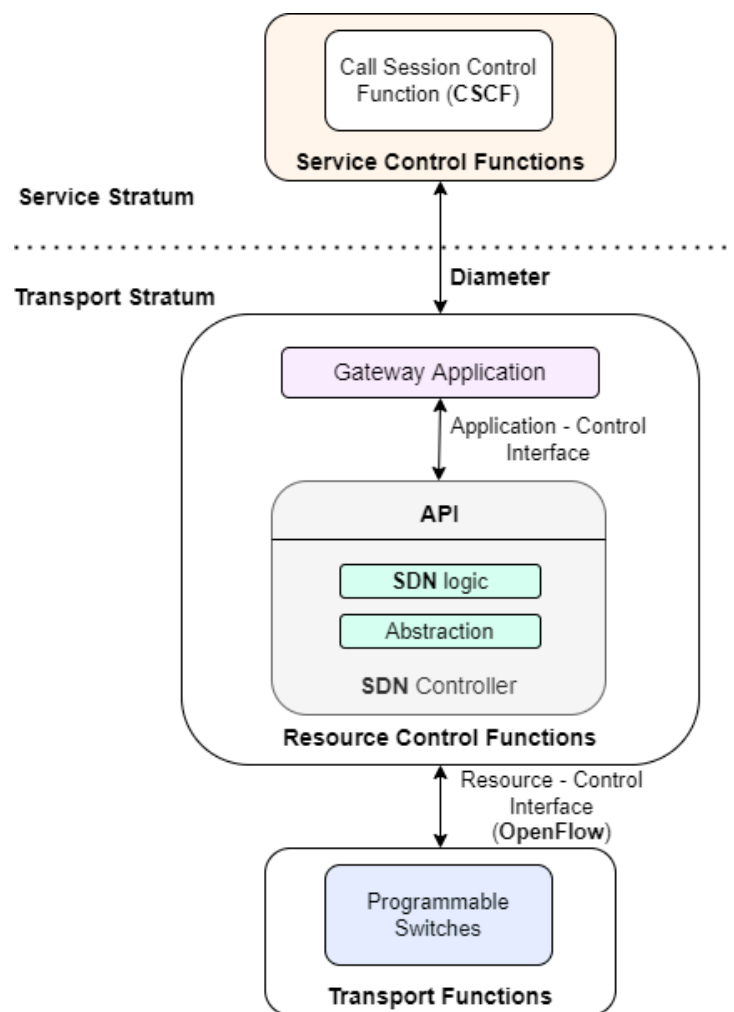 Call Session Control
Function (CSCF)
Service Control Functions
Service Stratum
Diameter
Transport Stratum
Gateway Application
Application - Control
Interface
API
SDN logic
Abstraction
SDN Controller
Resource Control Functions
Resource - Control
Interface
(OpenFlow)
Programmable
Switches
Transport Functions